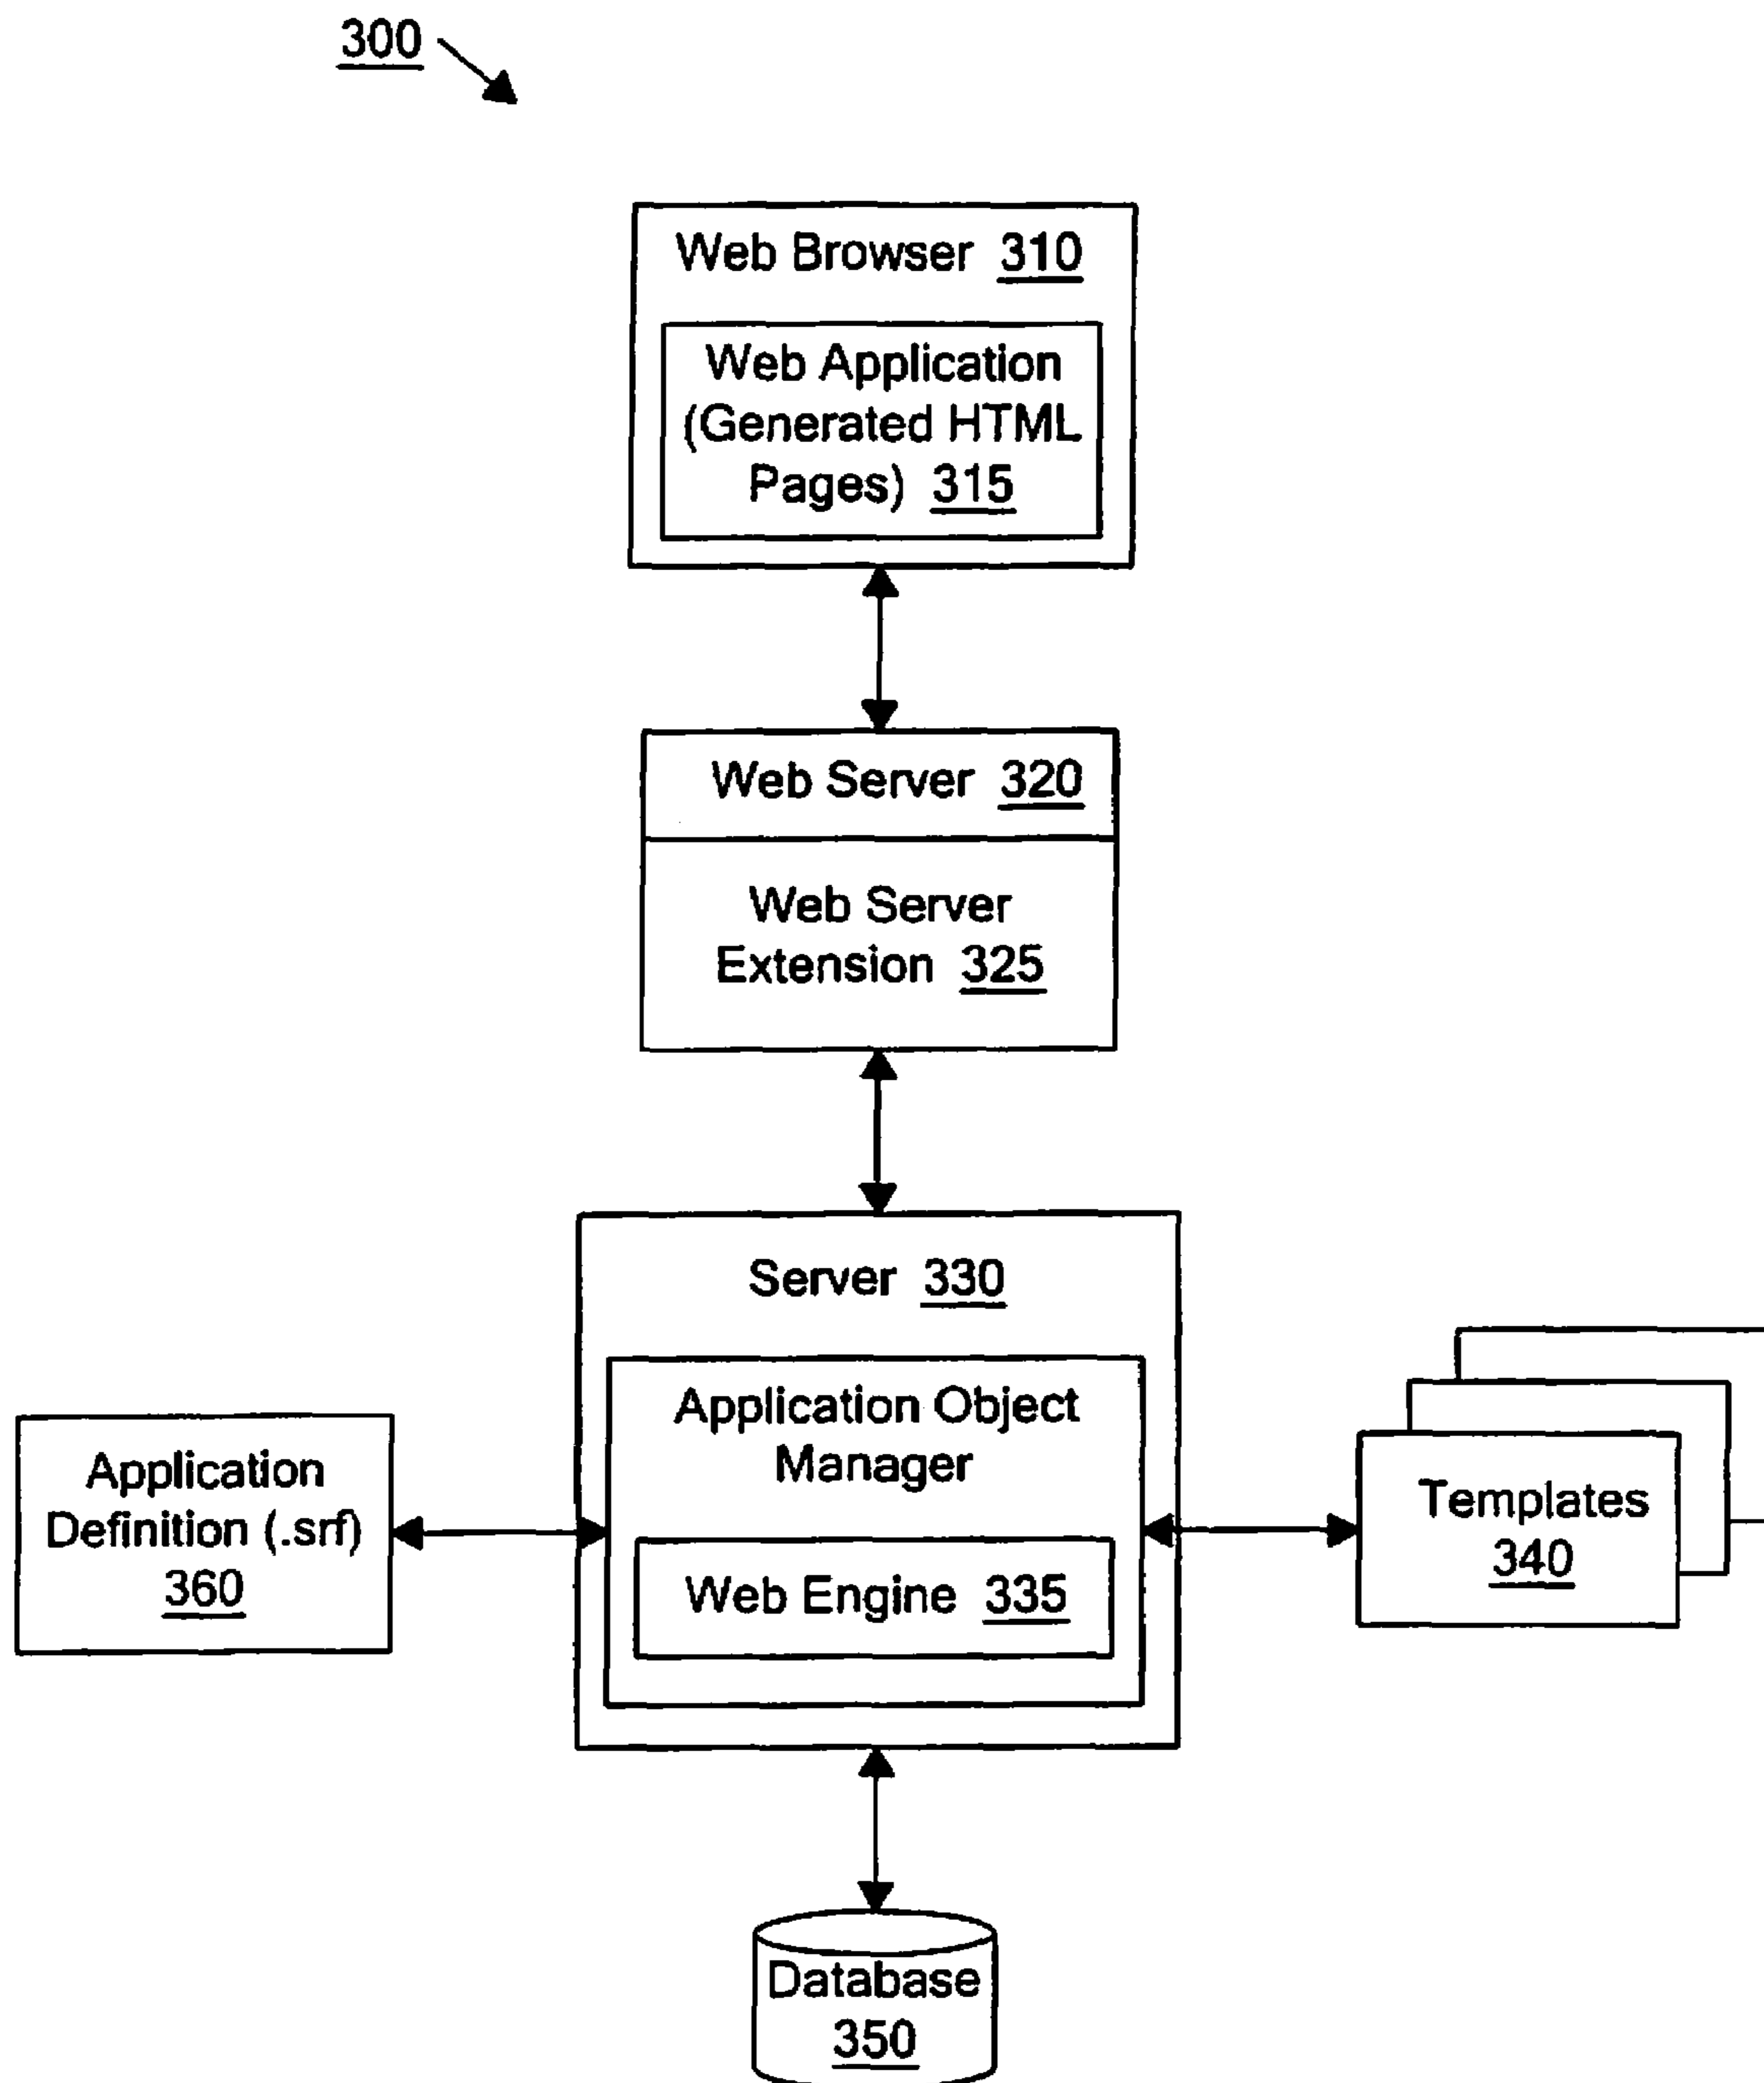 300
Web Browser 310
Web Application
(Generated HTML
Pages) 315
Web Server 320
Web Server
Extension 325
Server 330
Application Object
Manager
Web Engine 335
Application
Definition (.srf)
360
Templates
340
Database
350